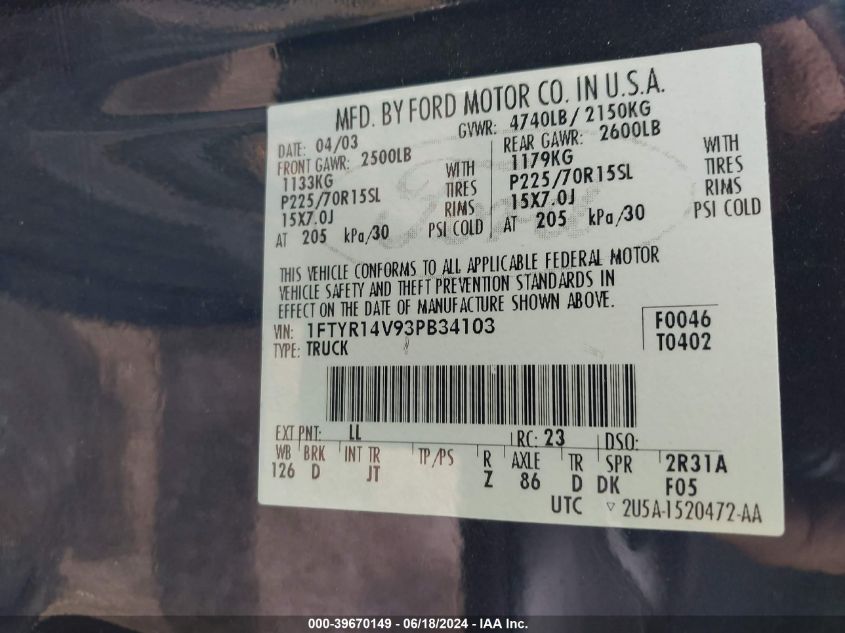 MFD. BY FORD MOTOR CO. IN U.S.A.
DATE: 04/03 GVWR: 4740LB/ 2150KG
FRONT GAWR: 2500LB REAR GAWR: 2600LB
1133KG WITH 1179KG WITH
P225/70R15SL TIRES P225/70R15SL TIRES
15X7.0J RIMS 15X7.0J RIMS
AT 205 kPa/30 PSI COLD AT 205 kPa/30 PSI COLD
Ford
THIS VEHICLE CONFORMS TO ALL APPLICABLE FEDERAL MOTOR
VEHICLE SAFETY AND THEFT PREVENTION STANDARDS IN
EFFECT ON THE DATE OF MANUFACTURE SHOWN ABOVE.
VIN: 1FTYR14V93PB34103 F0046
TYPE: TRUCK T0402
EXT PNT: LL RC: 23 DSO:
WB BRK INT TR TP/PS R AXLE TR SPR 2R31A
126 D JT Z 86 D DK F05
UTC ▽ 2U5A-1520472-AA
000-39670149 - 06/18/2024 - IAA Inc.